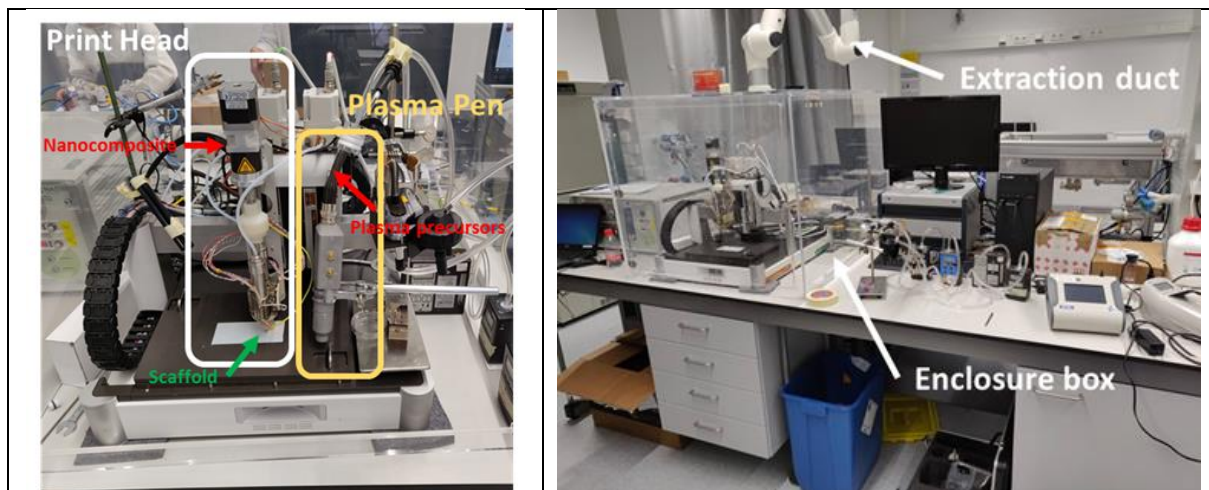 Print Head
Plasma Pen
Nanocomposite
Plasma precursors
Scaffold
Extraction duct
Enclosure box